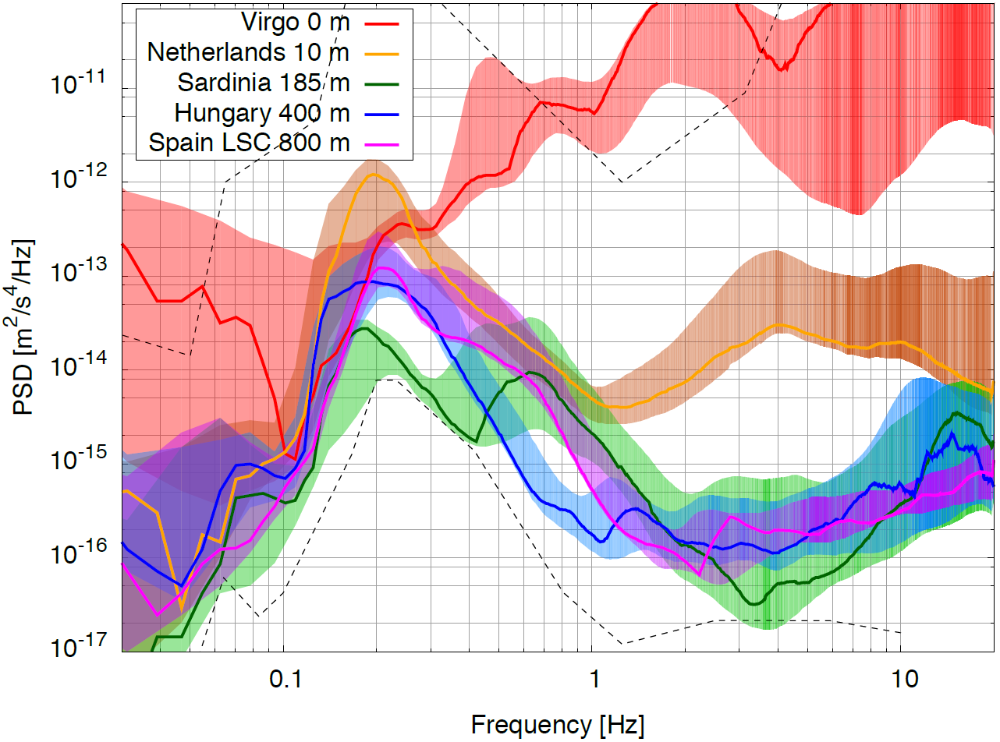 Virgo 0 m
Netherlands 10 m
Sardinia 185 m
Hungary 400 m
Spain LSC 800 m
10⁻¹¹
10⁻¹²
10⁻¹³
10⁻¹⁴
10⁻¹⁵
10⁻¹⁶
10⁻¹⁷
PSD [m²/s⁴/Hz]
0.1 1 10
Frequency [Hz]